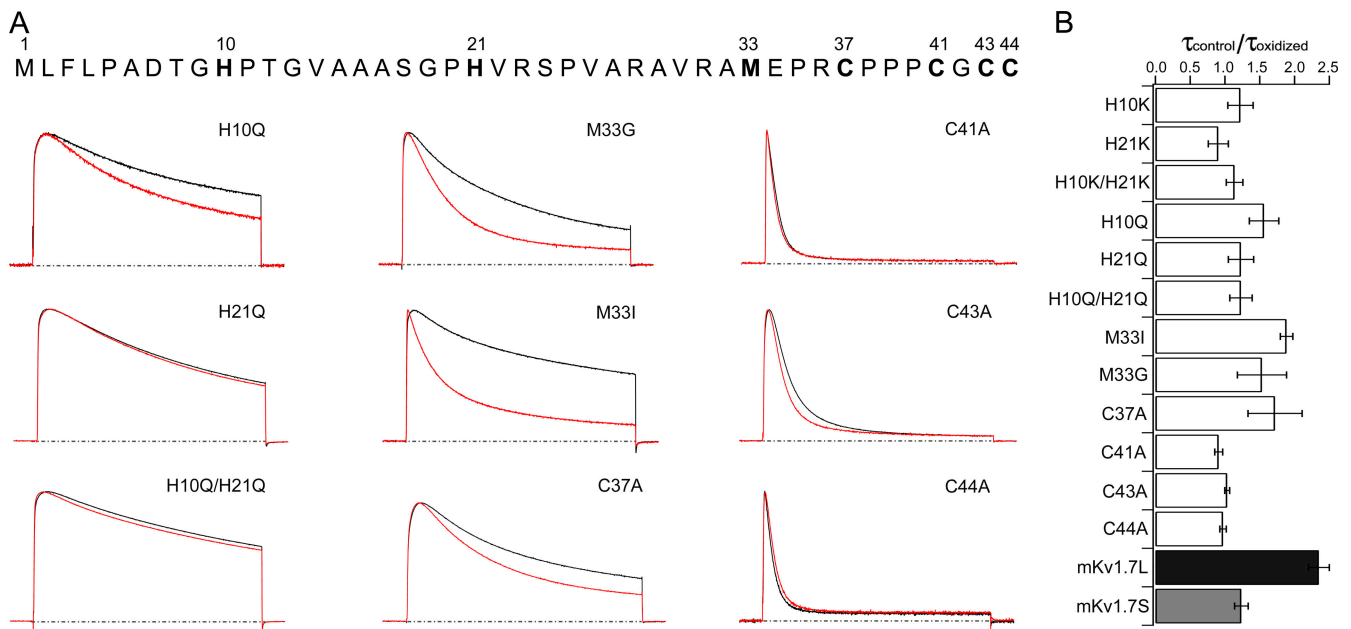 A
1 10 21 33 37 41 43 44
M L F L P A D T G H P T G V A A A S G P H V R S P V A R A V R A M E P R C P P P C G C C
H10Q
M33G
C41A
H21Q
M33I
C43A
H10Q/H21Q
C37A
C44A
B
τcontrol/τoxidized
0.0 0.5 1.0 1.5 2.0 2.5
H10K
H21K
H10K/H21K
H10Q
H21Q
H10Q/H21Q
M33I
M33G
C37A
C41A
C43A
C44A
mKv1.7L
mKv1.7S